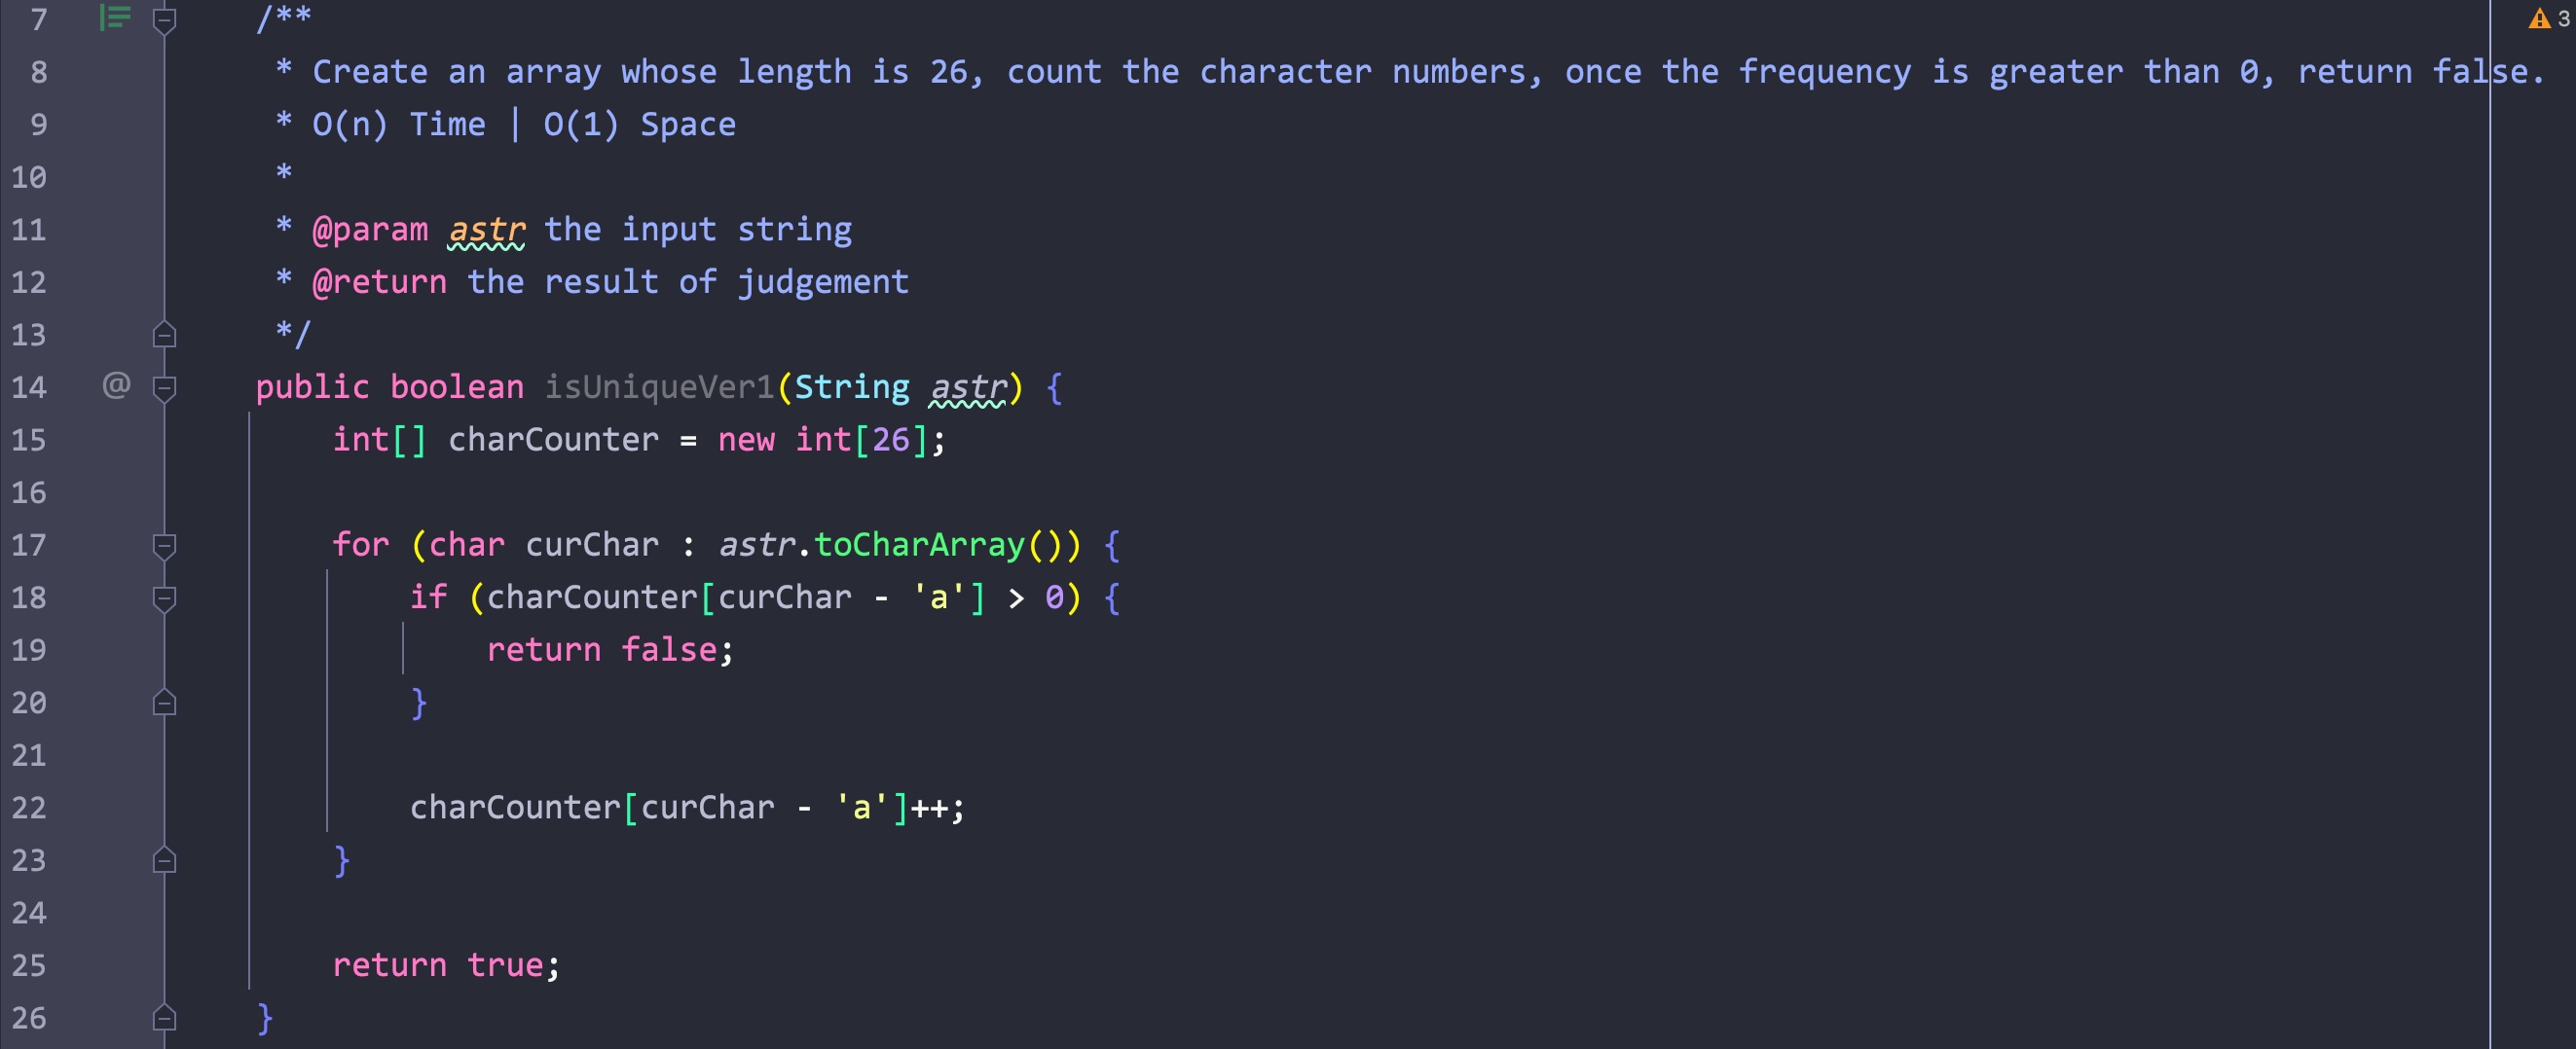 7 /** 3
8 * Create an array whose length is 26, count the character numbers, once the frequency is greater than 0, return false.
9 * O(n) Time | O(1) Space
10 *
11 * @param astr the input string
12 * @return the result of judgement
13 */
14 @ public boolean isUniqueVer1(String astr) {
15 int[] charCounter = new int[26];
16
17 for (char curChar : astr.toCharArray()) {
18 if (charCounter[curChar - 'a'] > 0) {
19 return false;
20 }
21
22 charCounter[curChar - 'a']++;
23 }
24
25 return true;
26 }